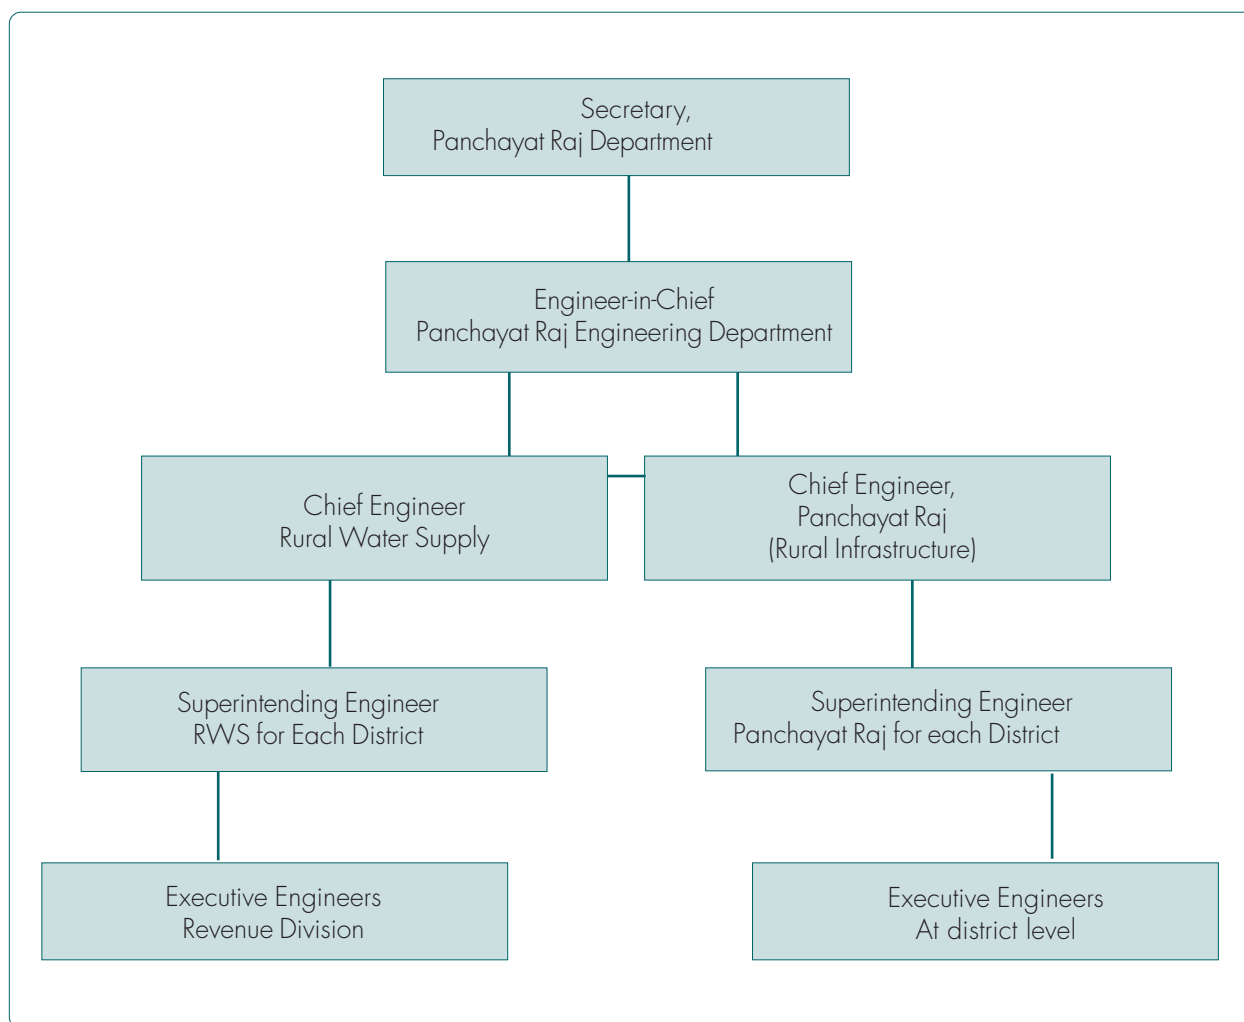 Secretary,
Panchayat Raj Department
Engineer-in-Chief
Panchayat Raj Engineering Department
Chief Engineer
Rural Water Supply
Chief Engineer,
Panchayat Raj
(Rural Infrastructure)
Superintending Engineer
RWS for Each District
Superintending Engineer
Panchayat Raj for each District
Executive Engineers
Revenue Division
Executive Engineers
At district level